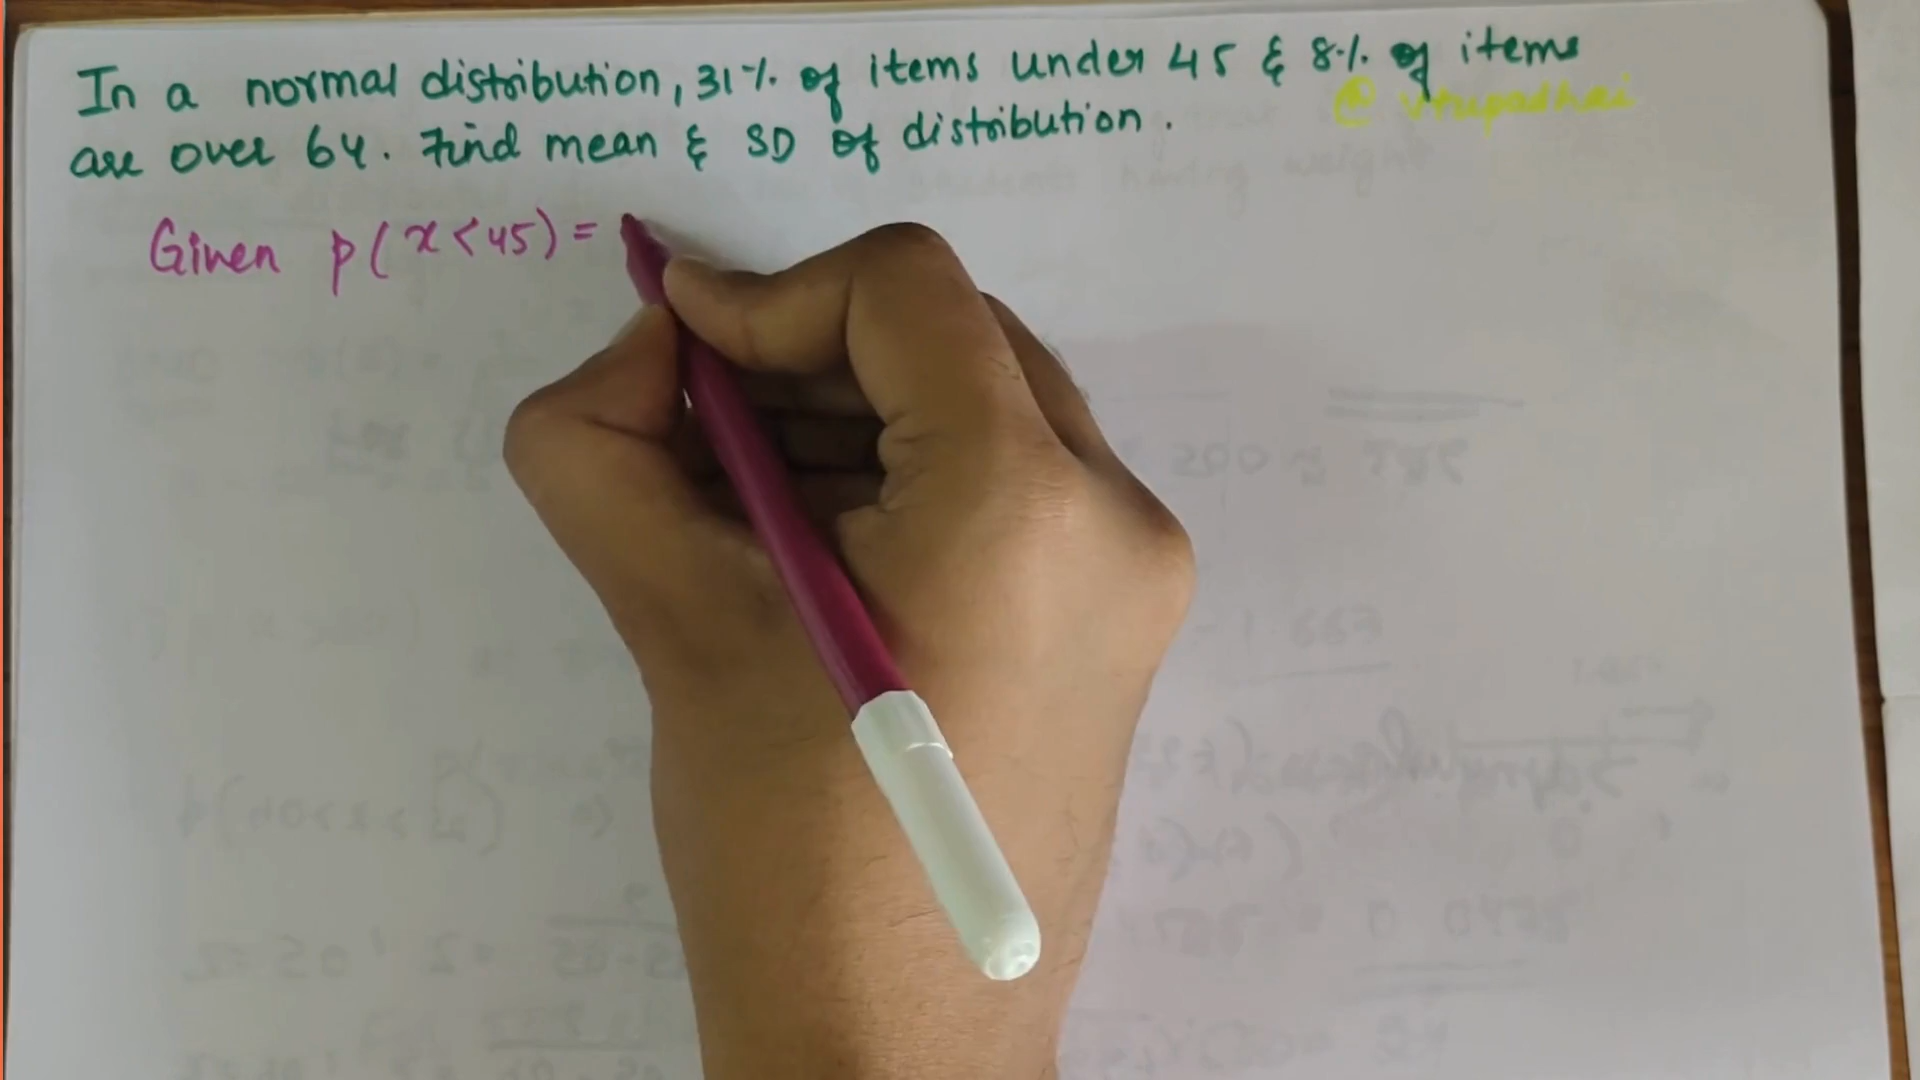 In a normal distribution, 31% of items under 45 & 8% of items
are over 64. Find mean & SD of distribution.
@vtupadhai
Given p(x<45)=